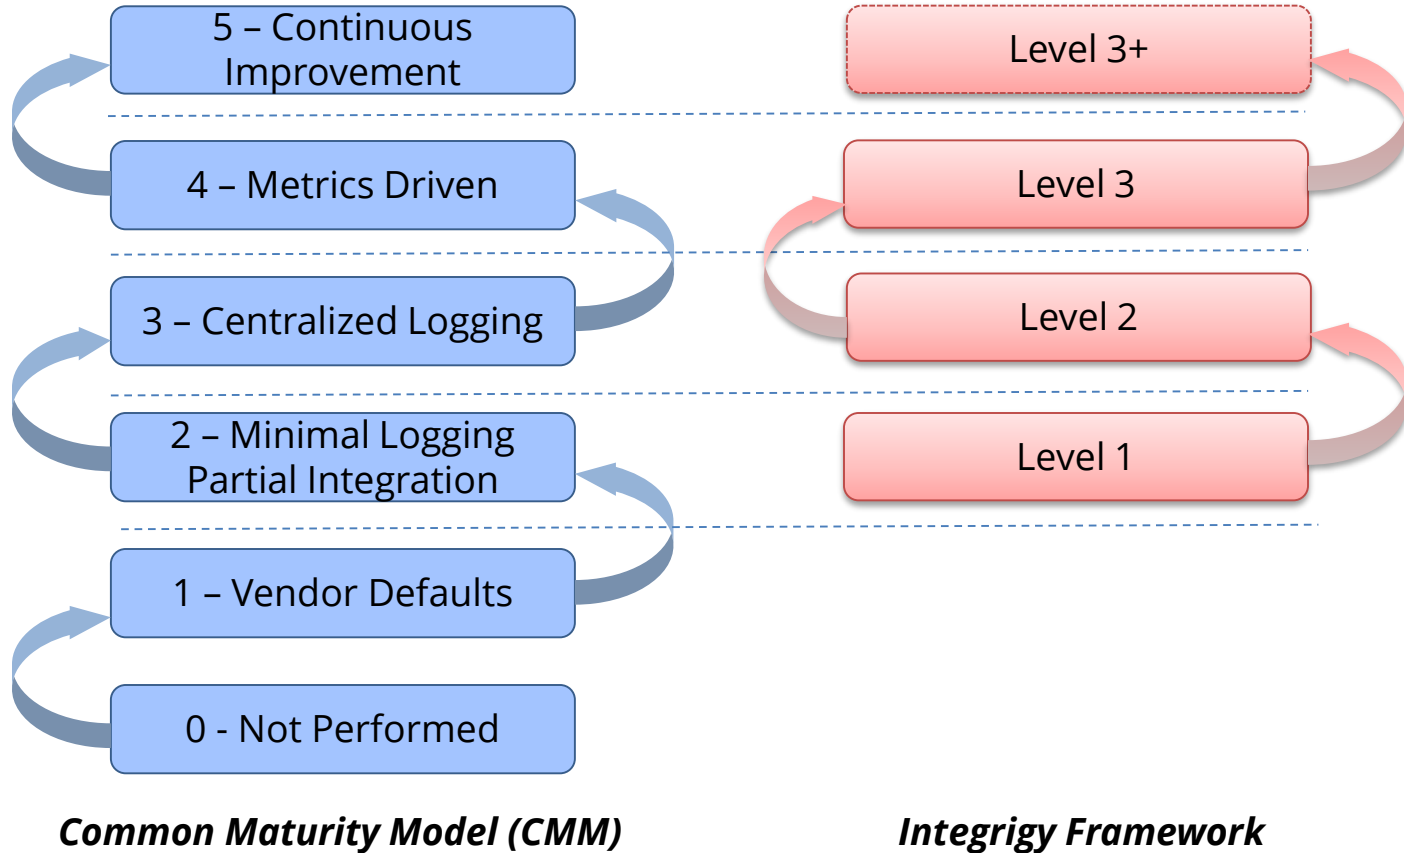 5 – Continuous
Improvement
Level 3+
4 – Metrics Driven
Level 3
3 – Centralized Logging
Level 2
2 – Minimal Logging
Partial Integration
Level 1
1 – Vendor Defaults
0 - Not Performed
Common Maturity Model (CMM)
Integrigy Framework